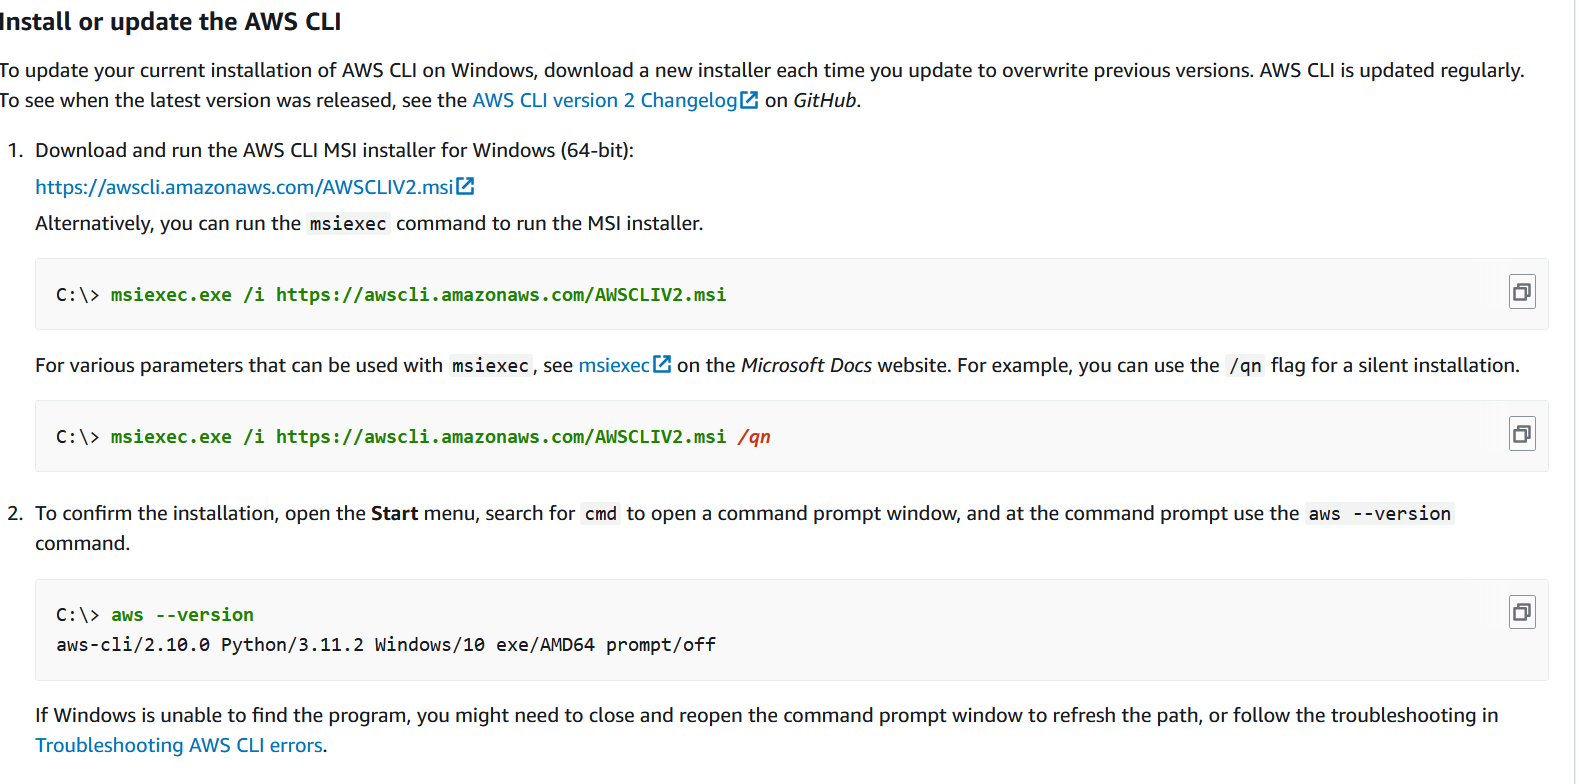 Install or update the AWS CLI
To update your current installation of AWS CLI on Windows, download a new installer each time you update to overwrite previous versions. AWS CLI is updated regularly.
To see when the latest version was released, see the AWS CLI version 2 Changelog on GitHub.
1. Download and run the AWS CLI MSI installer for Windows (64-bit):
https://awscli.amazonaws.com/AWSCLIV2.msi
Alternatively, you can run the msiexec command to run the MSI installer.
C:\> msiexec.exe /i https://awscli.amazonaws.com/AWSCLIV2.msi
For various parameters that can be used with msiexec, see msiexec on the Microsoft Docs website. For example, you can use the /qn flag for a silent installation.
C:\> msiexec.exe /i https://awscli.amazonaws.com/AWSCLIV2.msi /qn
2. To confirm the installation, open the Start menu, search for cmd to open a command prompt window, and at the command prompt use the aws --version
command.
C:\> aws --version
aws-cli/2.10.0 Python/3.11.2 Windows/10 exe/AMD64 prompt/off
If Windows is unable to find the program, you might need to close and reopen the command prompt window to refresh the path, or follow the troubleshooting in
Troubleshooting AWS CLI errors.